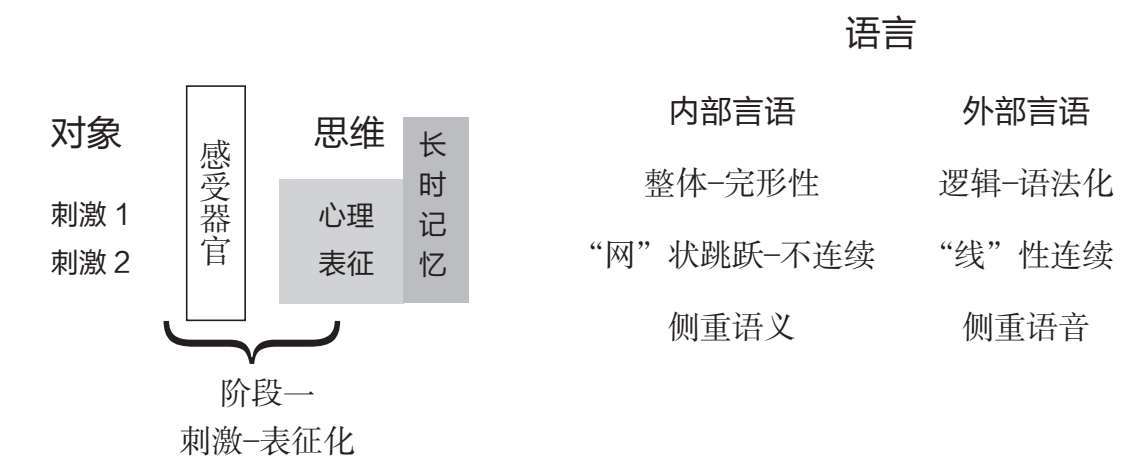 语言
内部言语 外部言语
对象
感受器官
思维
长时记忆
整体–完形性 逻辑–语法化
刺激 1
刺激 2
心理
表征
“网”状跳跃–不连续 “线”性连续
侧重语义 侧重语音
阶段一
刺激–表征化